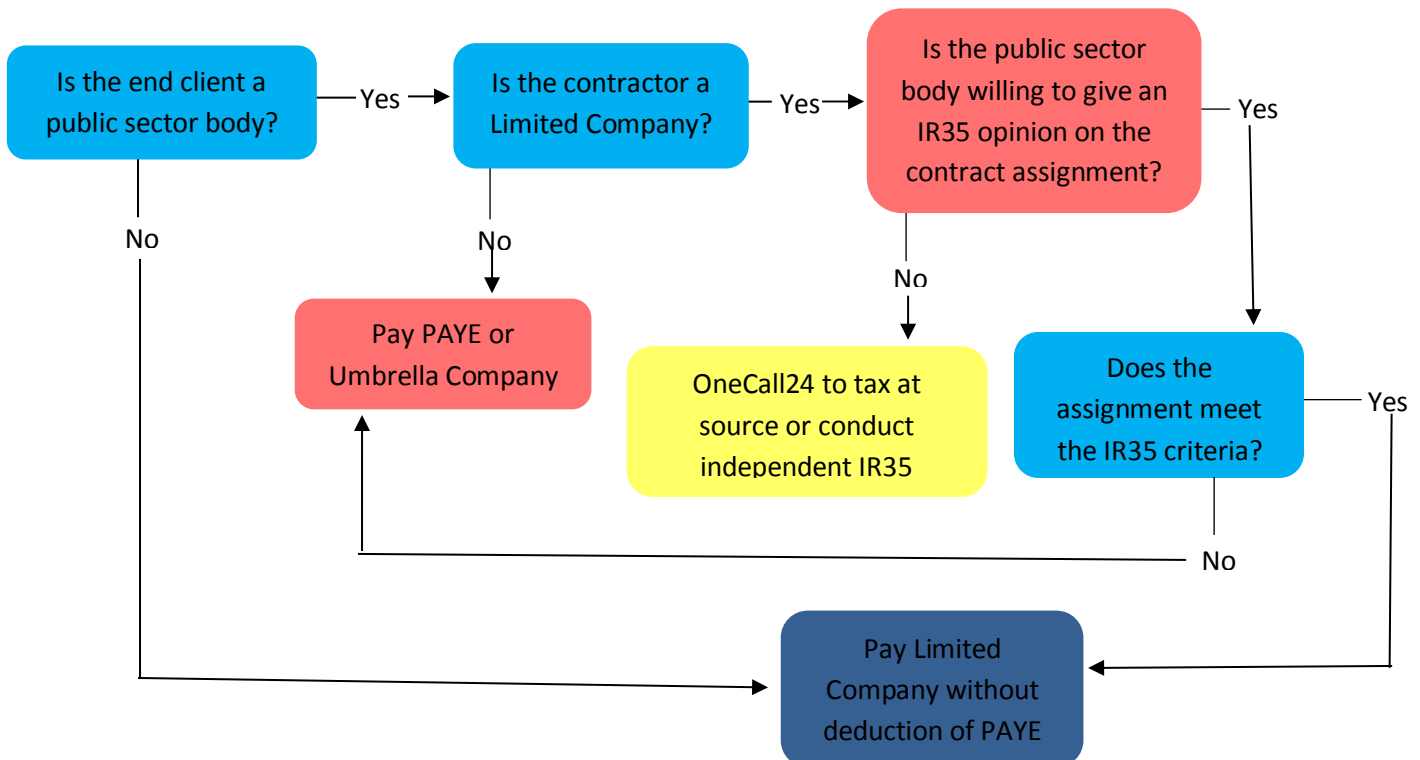 Is the end client a
public sector body?
Yes
Is the contractor a
Limited Company?
Yes
Is the public sector
body willing to give an
IR35 opinion on the
contract assignment?
Yes
No
No
No
Pay PAYE or
Umbrella Company
OneCall24 to tax at
source or conduct
independent IR35
Does the
assignment meet
the IR35 criteria?
Yes
No
Pay Limited
Company without
deduction of PAYE